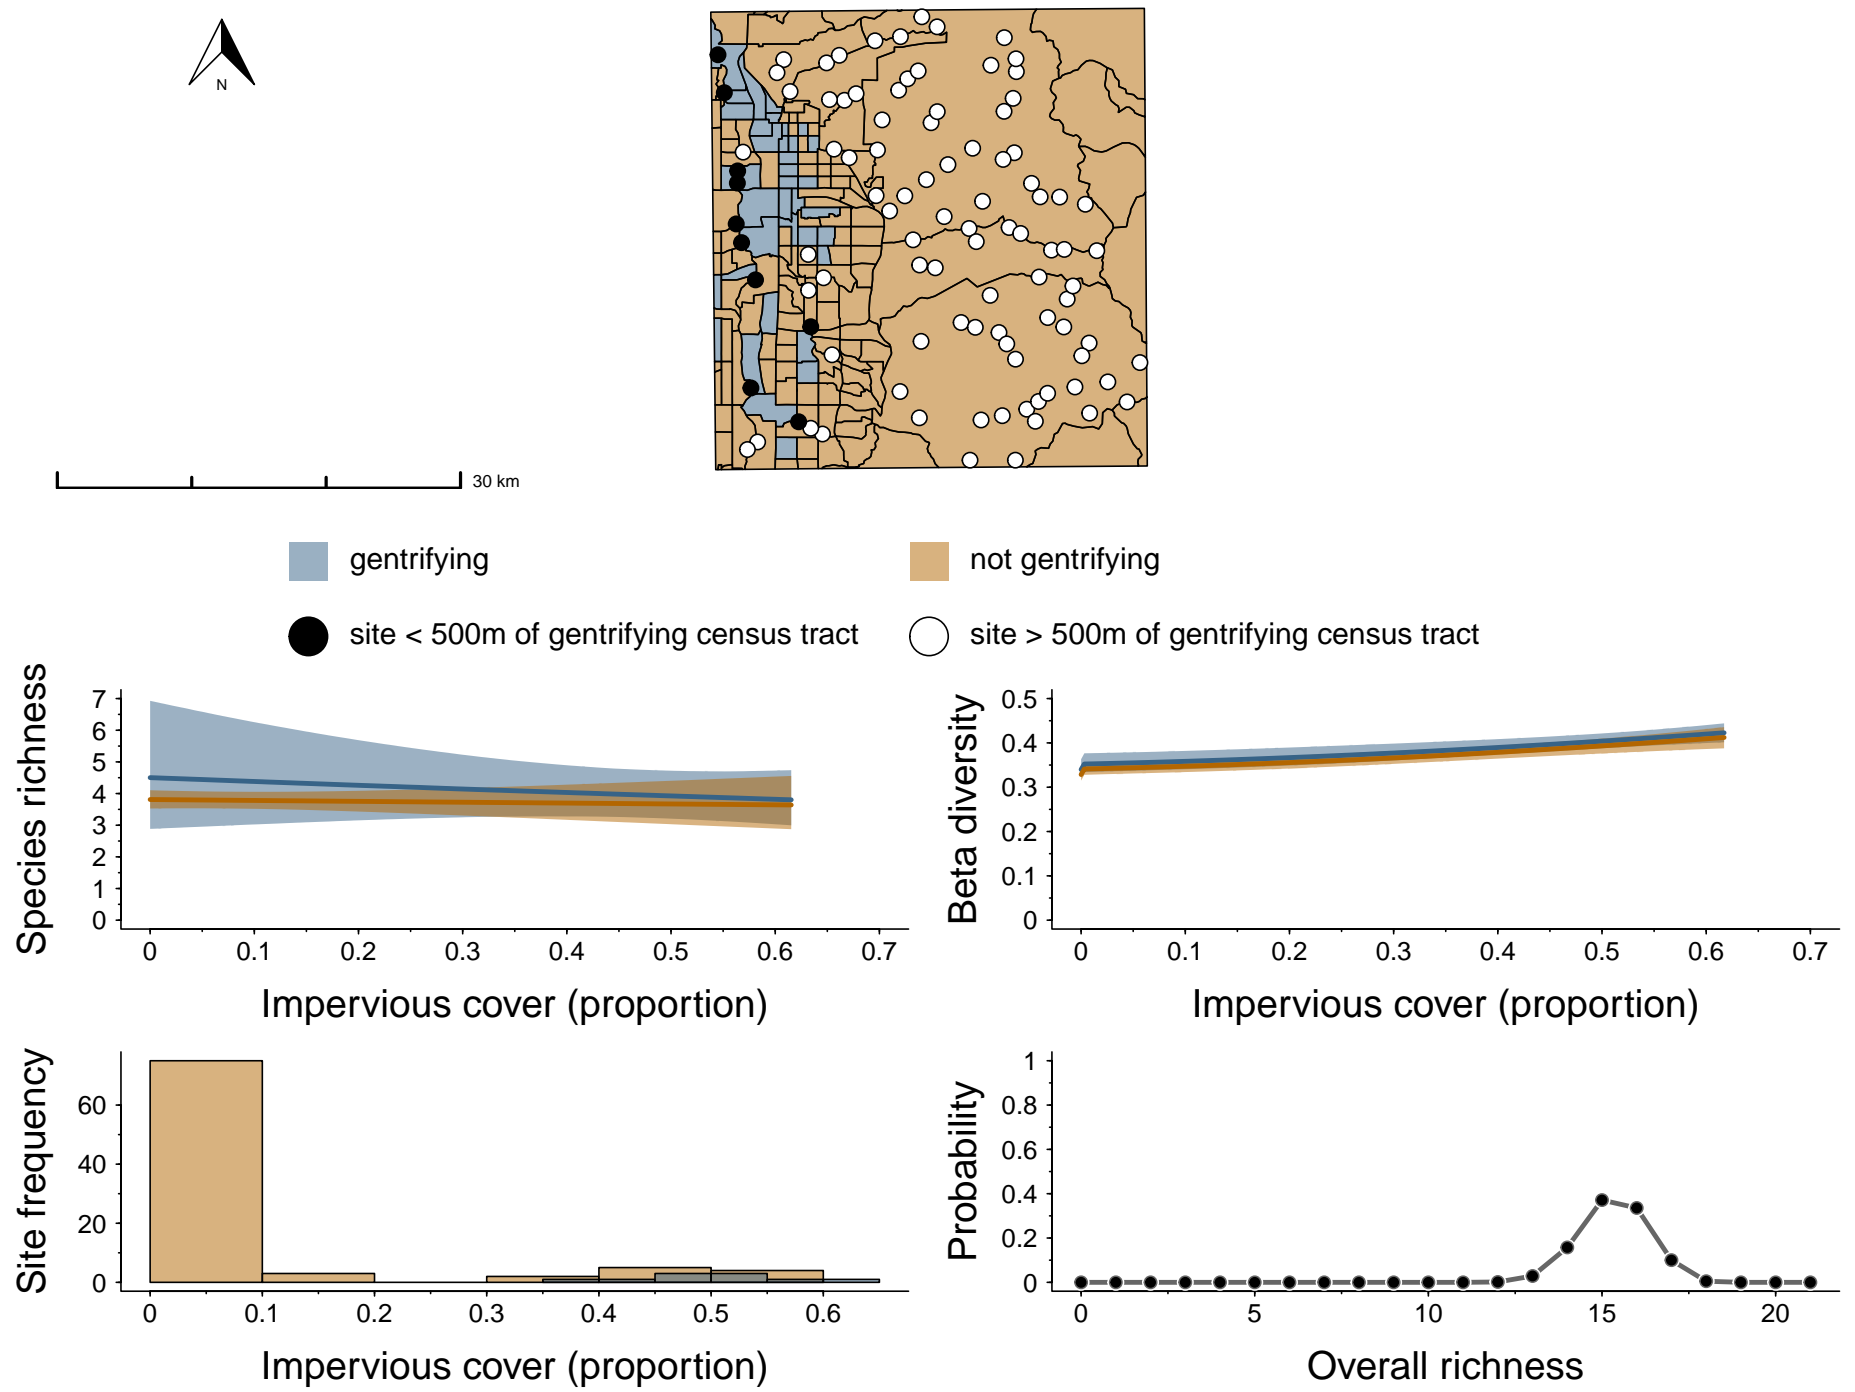 N
30 km
gentrifying
not gentrifying
site < 500m of gentrifying census tract
site > 500m of gentrifying census tract
Species richness
7
6
5
4
3
2
1
0
0 0.1 0.2 0.3 0.4 0.5 0.6 0.7
Impervious cover (proportion)
Beta diversity
0.5
0.4
0.3
0.2
0.1
0
0 0.1 0.2 0.3 0.4 0.5 0.6 0.7
Impervious cover (proportion)
Site frequency
60
40
20
0
0 0.1 0.2 0.3 0.4 0.5 0.6
Impervious cover (proportion)
Probability
1
0.8
0.6
0.4
0.2
0
0 5 10 15 20
Overall richness